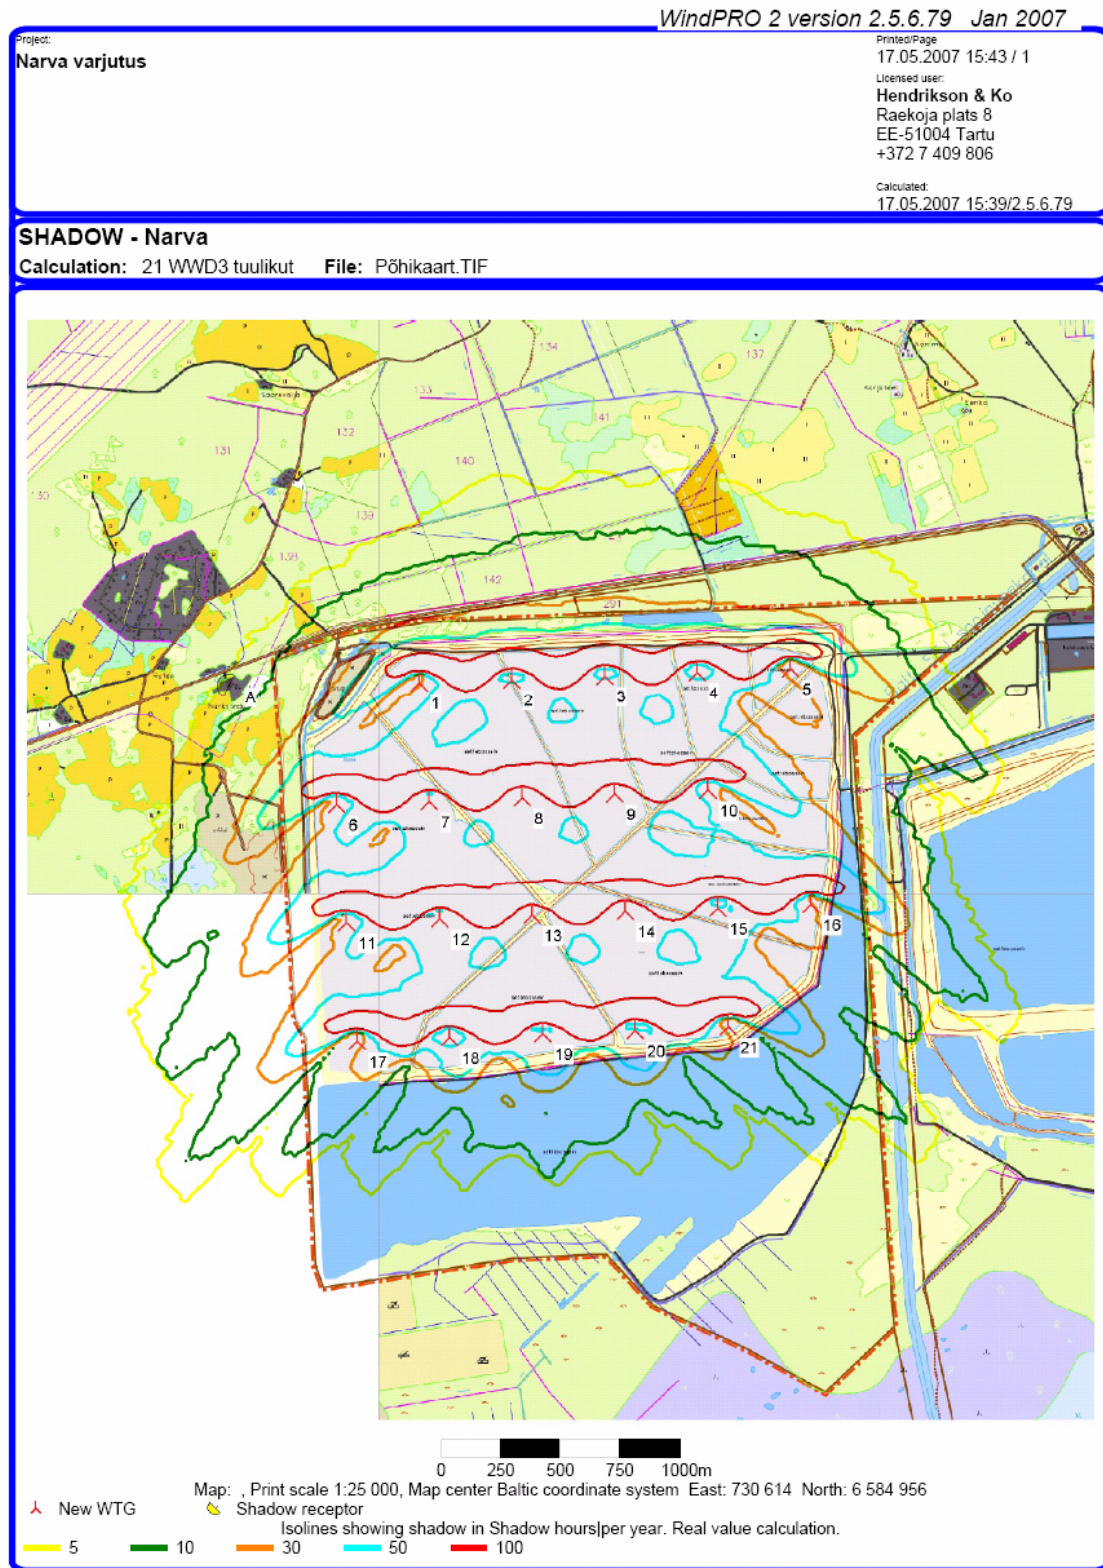 WindPRO 2 version 2.5.6.79 Jan 2007
Project:
Narva varjutus
Printed/Page
17.05.2007 15:43 / 1
Licensed user:
Hendrikson & Ko
Raekoja plats 8
EE-51004 Tartu
+372 7 409 806
Calculated:
17.05.2007 15:39/2.5.6.79
SHADOW - Narva
Calculation: 21 WWD3 tuulikut File: Põhikaart.TIF
134
137
133
141
132
131
140
130
139
138
142
291
A
1
2
3
4
5
6
7
8
9
10
11
12
13
14
15
16
17
18
19
20
21
0 250 500 750 1000m
Map: , Print scale 1:25 000, Map center Baltic coordinate system East: 730 614 North: 6 584 956
New WTG Shadow receptor
Isolines showing shadow in Shadow hours|per year. Real value calculation.
5 10 30 50 100